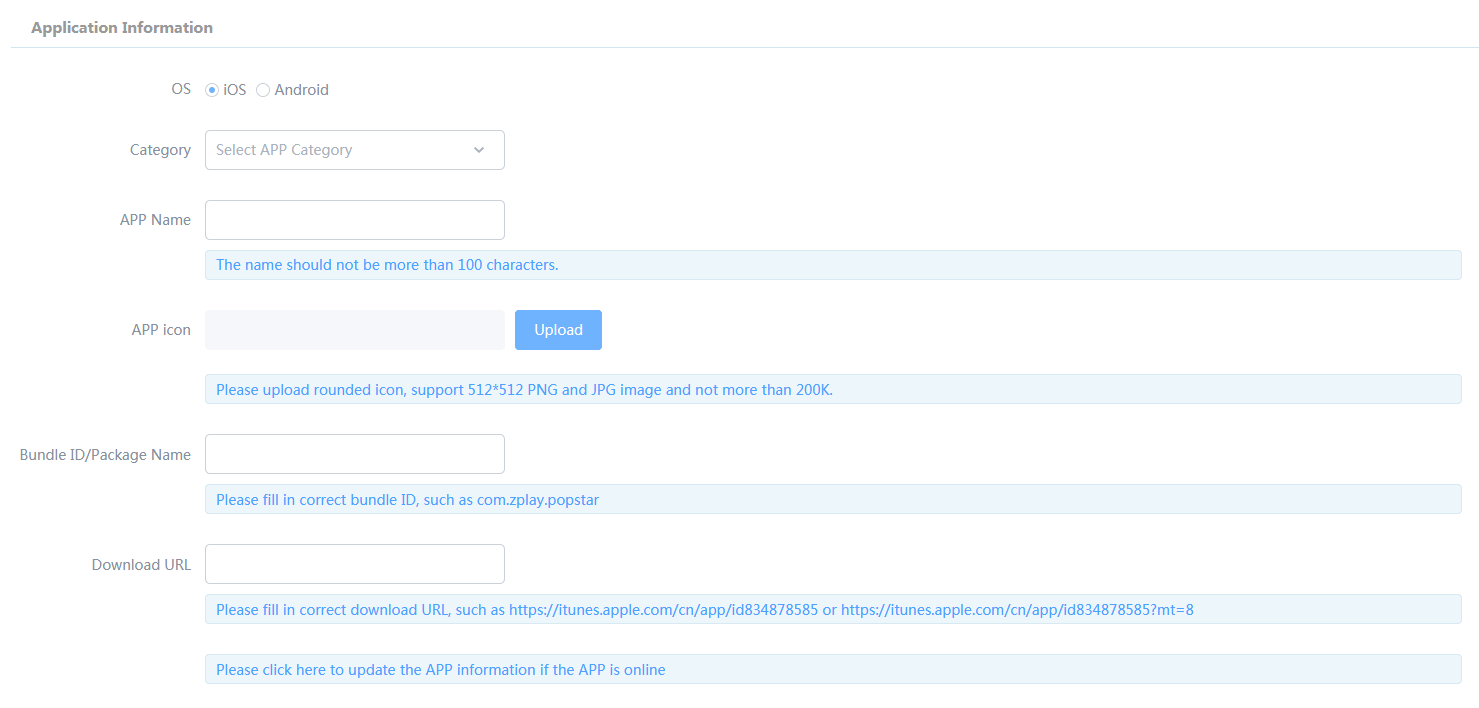 Application Information
OS iOS Android
Category Select APP Category
APP Name
The name should not be more than 100 characters.
APP icon Upload
Please upload rounded icon, support 512*512 PNG and JPG image and not more than 200K.
Bundle ID/Package Name
Please fill in correct bundle ID, such as com.zplay.popstar
Download URL
Please fill in correct download URL, such as https://itunes.apple.com/cn/app/id834878585 or https://itunes.apple.com/cn/app/id834878585?mt=8
Please click here to update the APP information if the APP is online